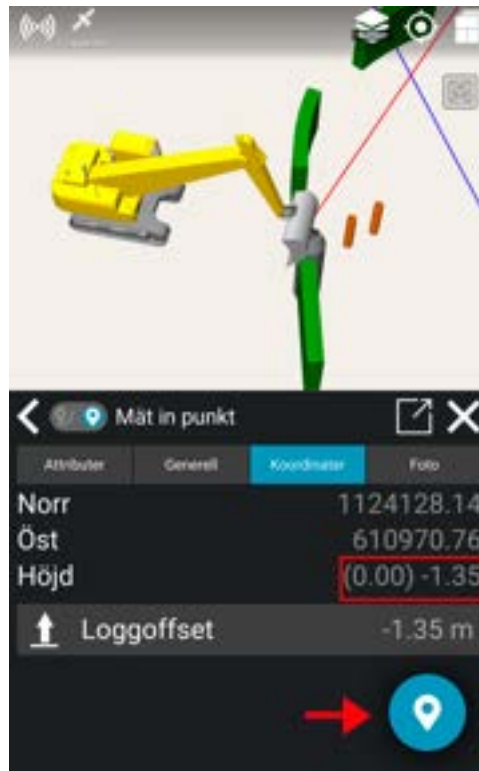 Mät in punkt
Attributer Generell Koordinater Foto
Norr 1124128.14
Öst 610970.76
Höjd (0.00) -1.35
Loggoffset -1.35 m